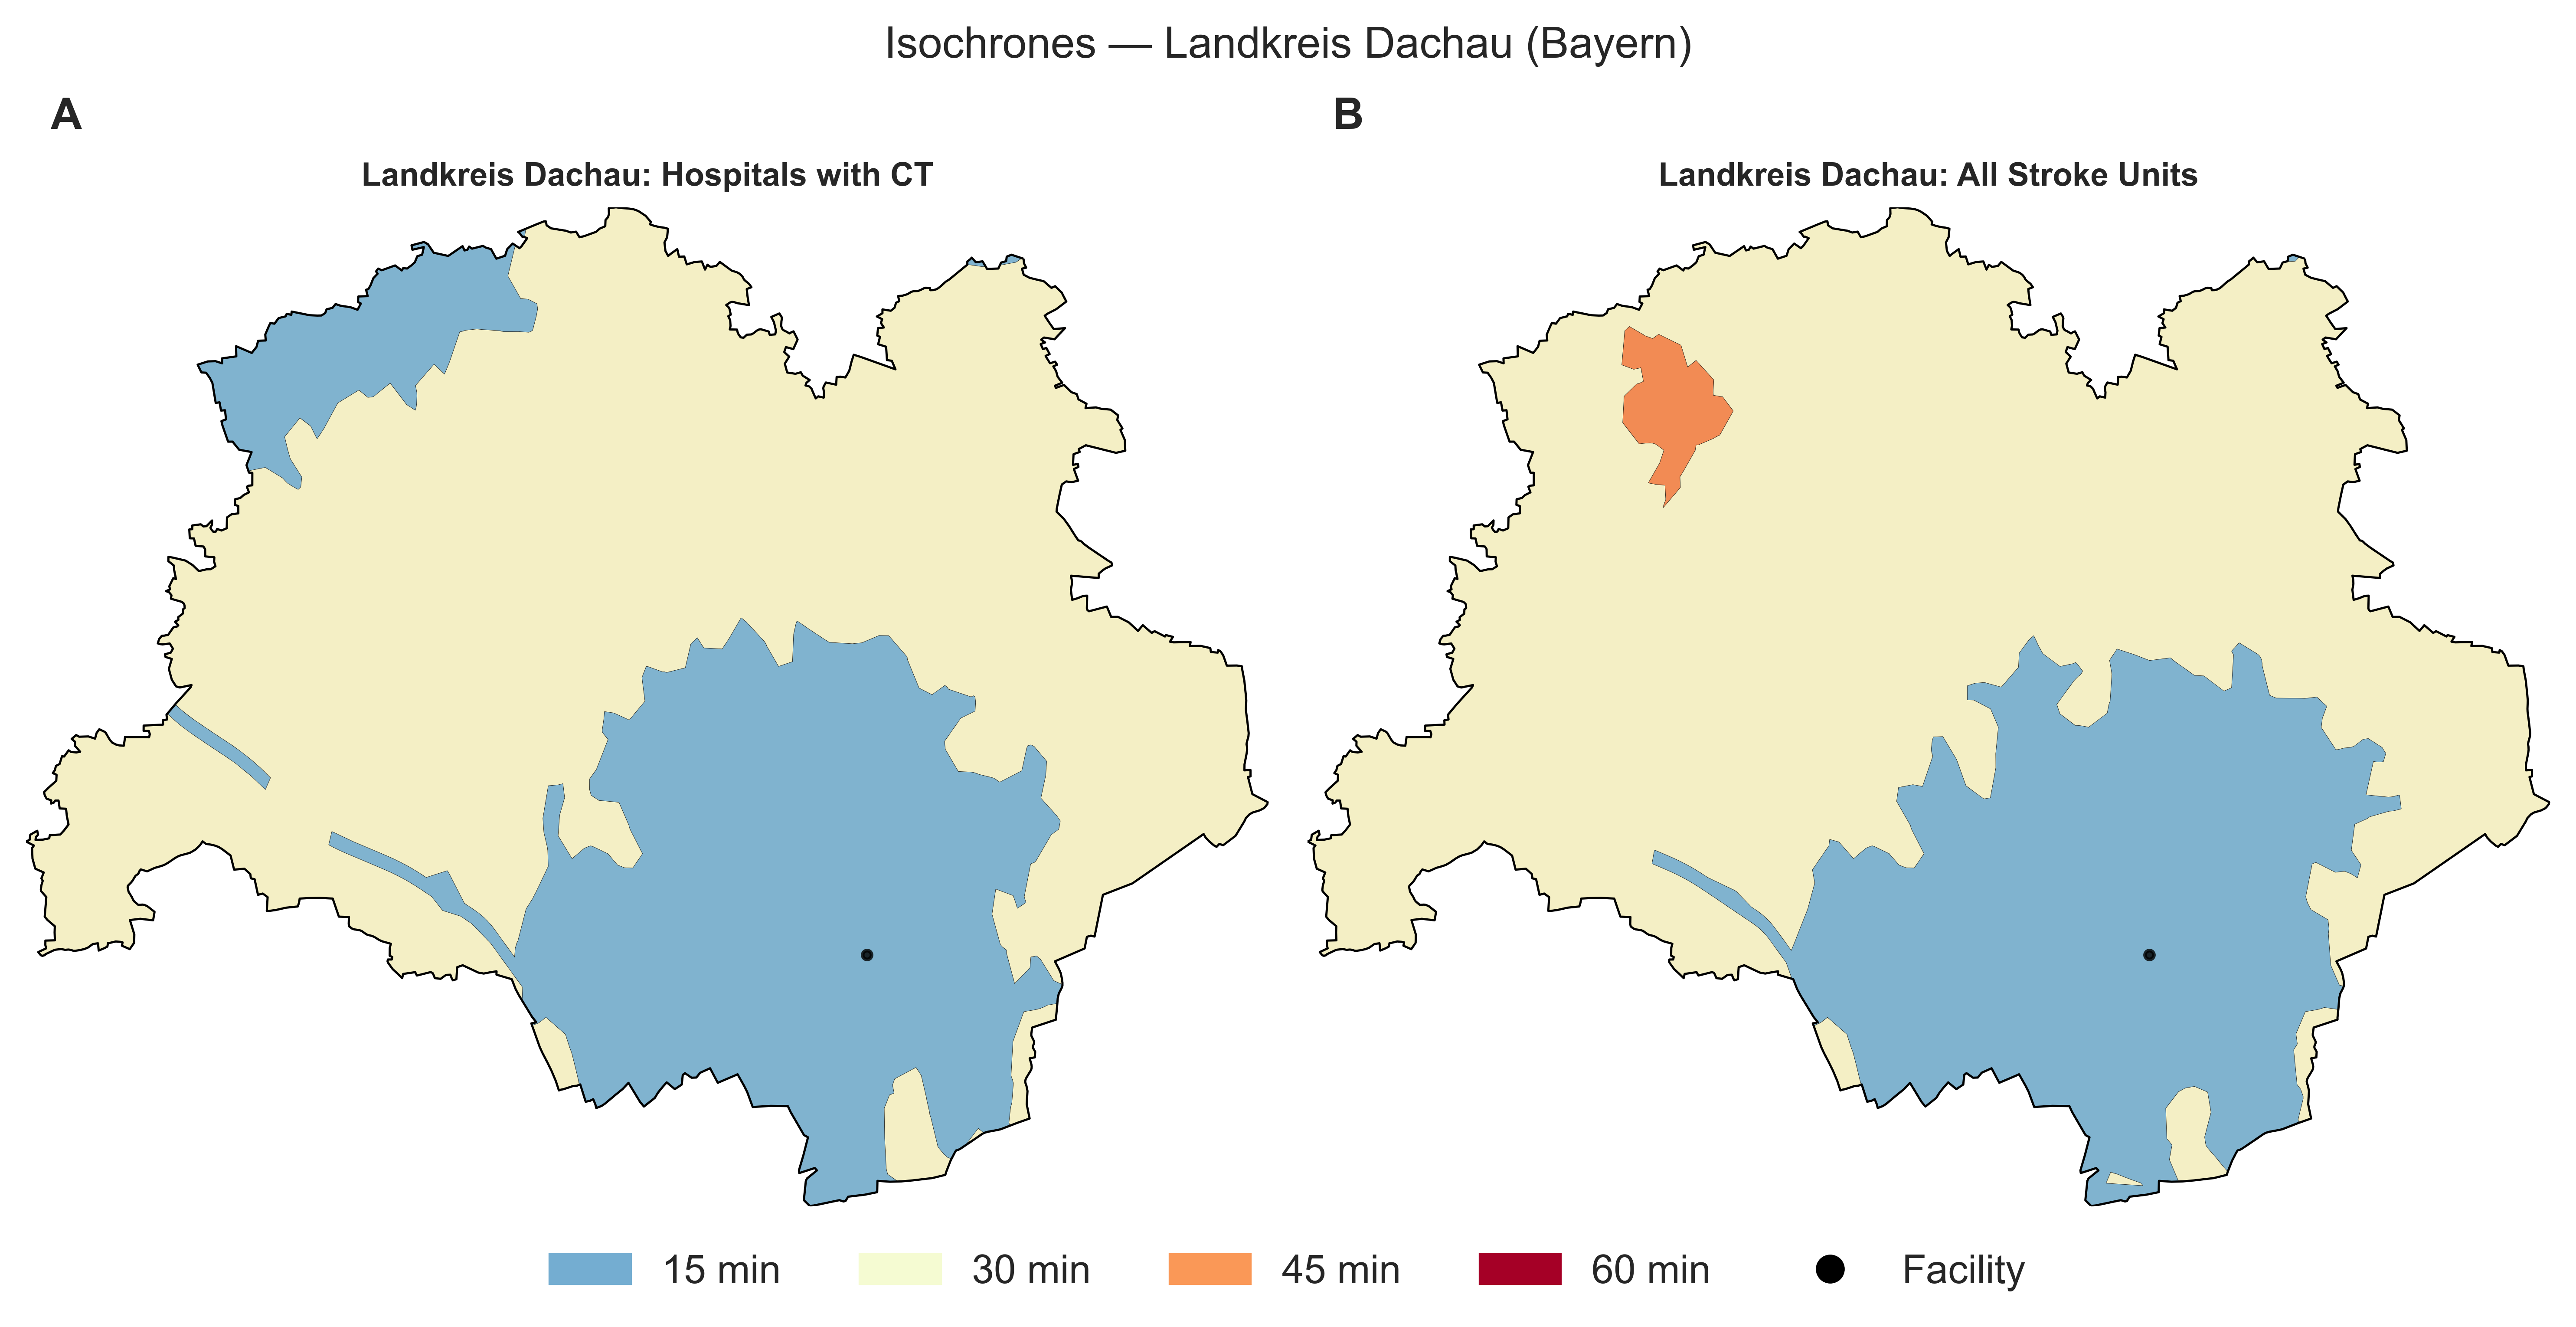 Isochrones — Landkreis Dachau (Bayern)
A
B
Landkreis Dachau: Hospitals with CT
Landkreis Dachau: All Stroke Units
15 min
30 min
45 min
60 min
Facility